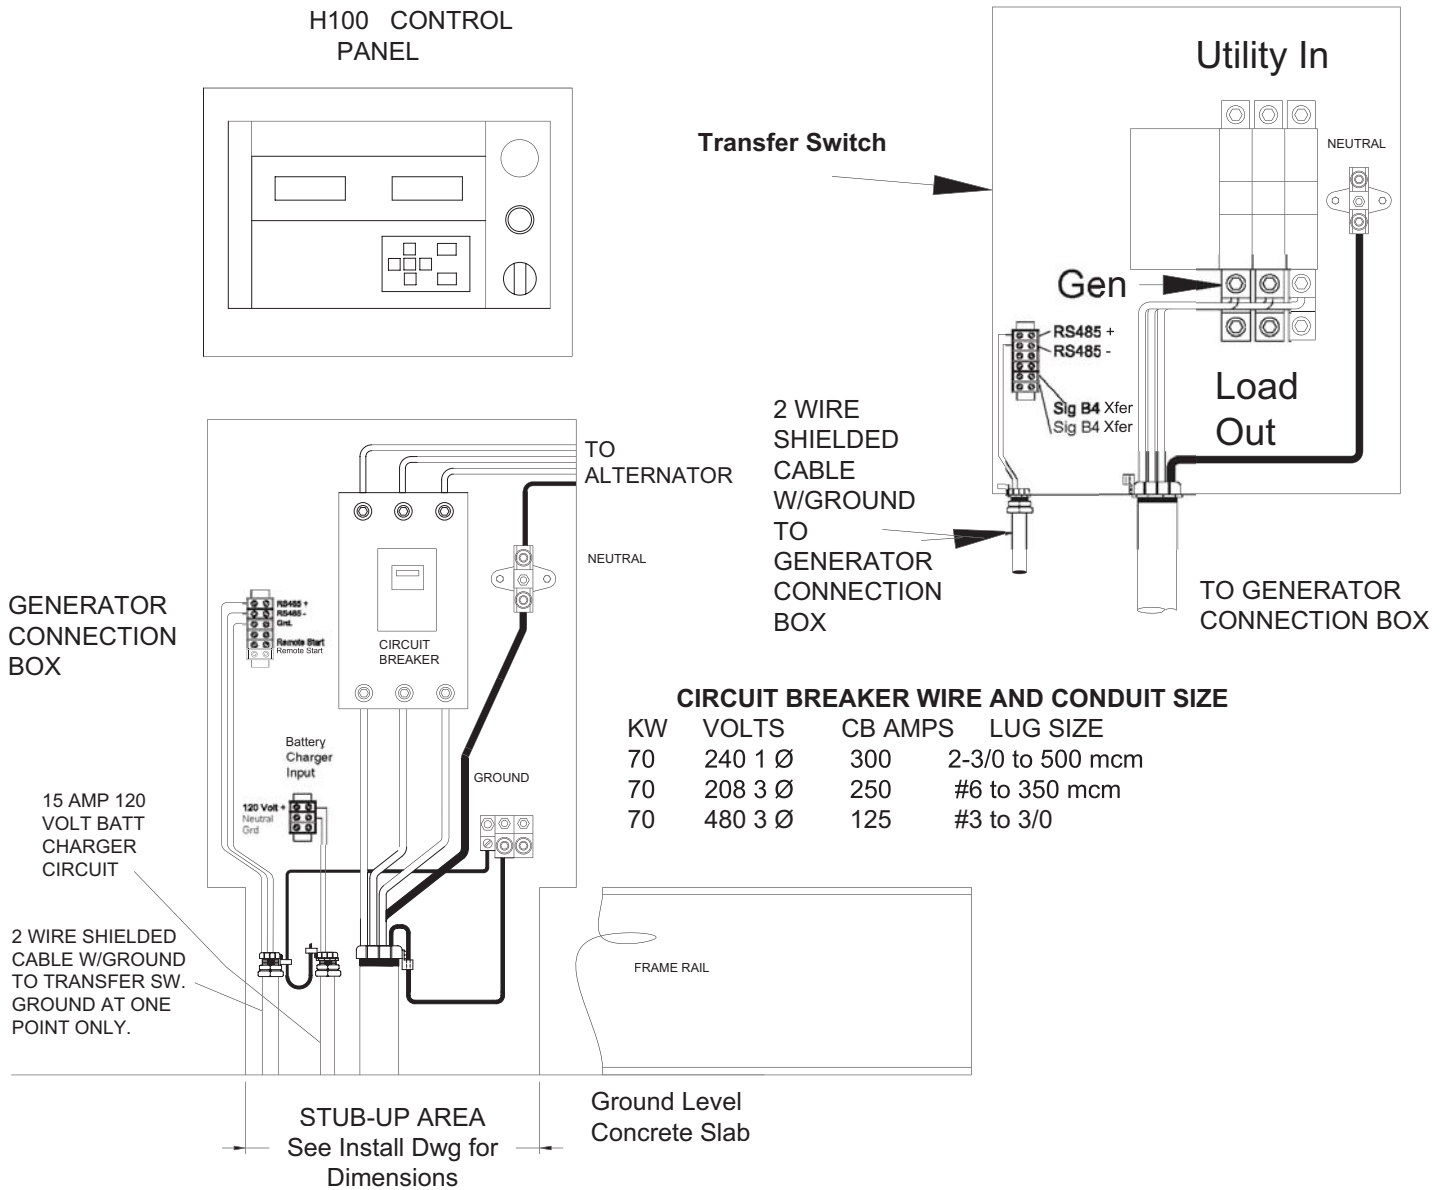 H100 CONTROL
PANEL
Utility In
Transfer Switch
NEUTRAL
Gen
RS485 +
RS485 -
Load
Out
Sig B4 Xfer
Sig B4 Xfer
2 WIRE
SHIELDED
CABLE
W/GROUND
TO
GENERATOR
CONNECTION
BOX
TO GENERATOR
CONNECTION BOX
TO
ALTERNATOR
NEUTRAL
GENERATOR
CONNECTION
BOX
RS485 +
RS485 -
Grd.
Remote Start
Remote Start
CIRCUIT
BREAKER
Battery
Charger
Input
GROUND
120 Volt +
Neutral
Grd
15 AMP 120
VOLT BATT
CHARGER
CIRCUIT
2 WIRE SHIELDED
CABLE W/GROUND
TO TRANSFER SW.
GROUND AT ONE
POINT ONLY.
CIRCUIT BREAKER WIRE AND CONDUIT SIZE
KW VOLTS CB AMPS LUG SIZE
70 240 1 Ø 300 2-3/0 to 500 mcm
70 208 3 Ø 250 #6 to 350 mcm
70 480 3 Ø 125 #3 to 3/0
FRAME RAIL
STUB-UP AREA
See Install Dwg for
Dimensions
Ground Level
Concrete Slab